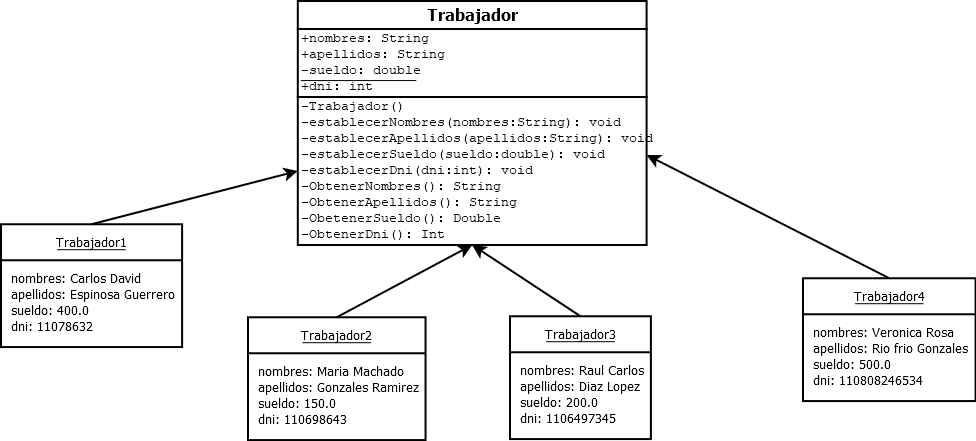 Trabajador
+nombres: String
+apellidos: String
-sueldo: double
+dni: int
-Trabajador()
-establecerNombres(nombres:String): void
-establecerApellidos(apellidos:String): void
-establecerSueldo(sueldo:double): void
-establecerDni(dni:int): void
-ObtenerNombres(): String
-ObtenerApellidos(): String
-ObetenerSueldo(): Double
-ObtenerDni(): Int
Trabajador1
nombres: Carlos David
apellidos: Espinosa Guerrero
sueldo: 400.0
dni: 11078632
Trabajador2
nombres: Maria Machado
apellidos: Gonzales Ramirez
sueldo: 150.0
dni: 110698643
Trabajador3
nombres: Raul Carlos
apellidos: Diaz Lopez
sueldo: 200.0
dni: 1106497345
Trabajador4
nombres: Veronica Rosa
apellidos: Rio frio Gonzales
sueldo: 500.0
dni: 110808246534